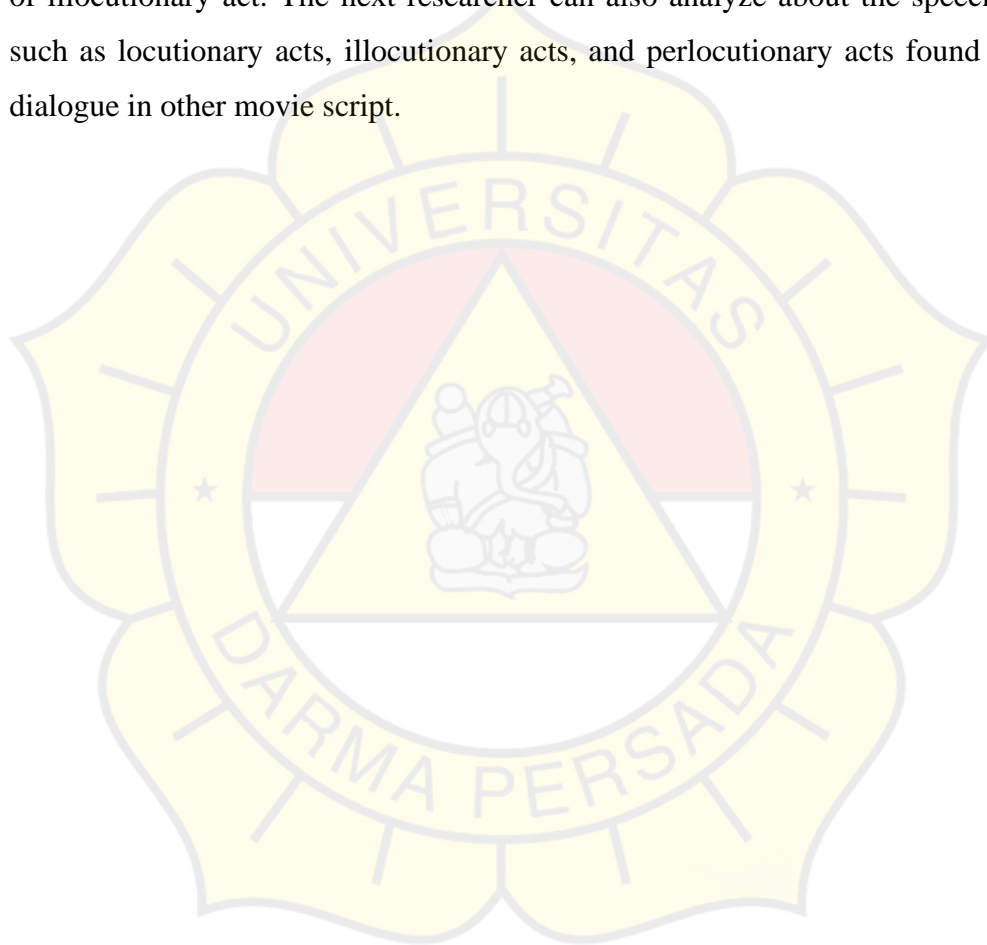 of illocutionary act. The next researcher can also analyze about the speech
such as locutionary acts, illocutionary acts, and perlocutionary acts found
dialogue in other movie script.
UNIVERSITAS
DARMA PERSADA